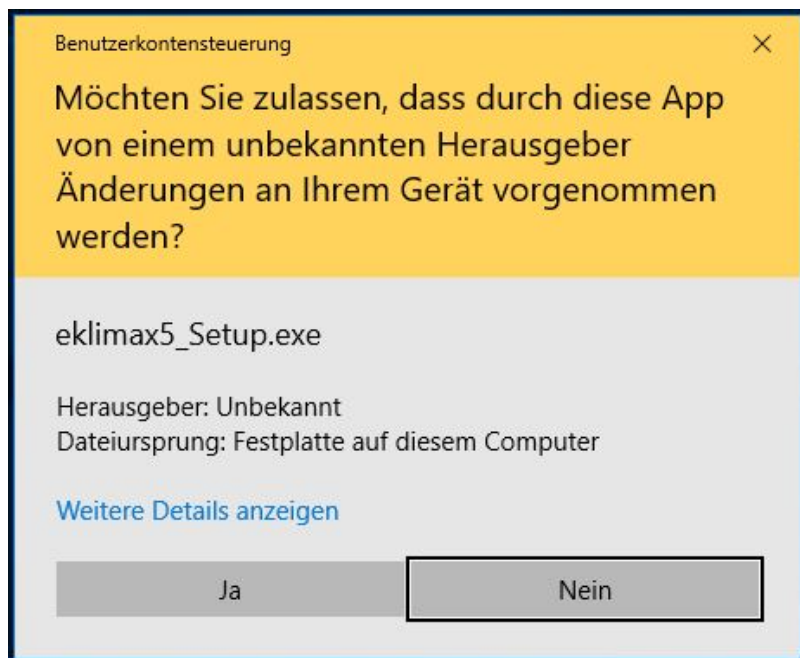 Benutzerkontensteuerung
Möchten Sie zulassen, dass durch diese App
von einem unbekannten Herausgeber
Änderungen an Ihrem Gerät vorgenommen
werden?
eklimax5_Setup.exe
Herausgeber: Unbekannt
Dateiursprung: Festplatte auf diesem Computer
Weitere Details anzeigen
Ja
Nein